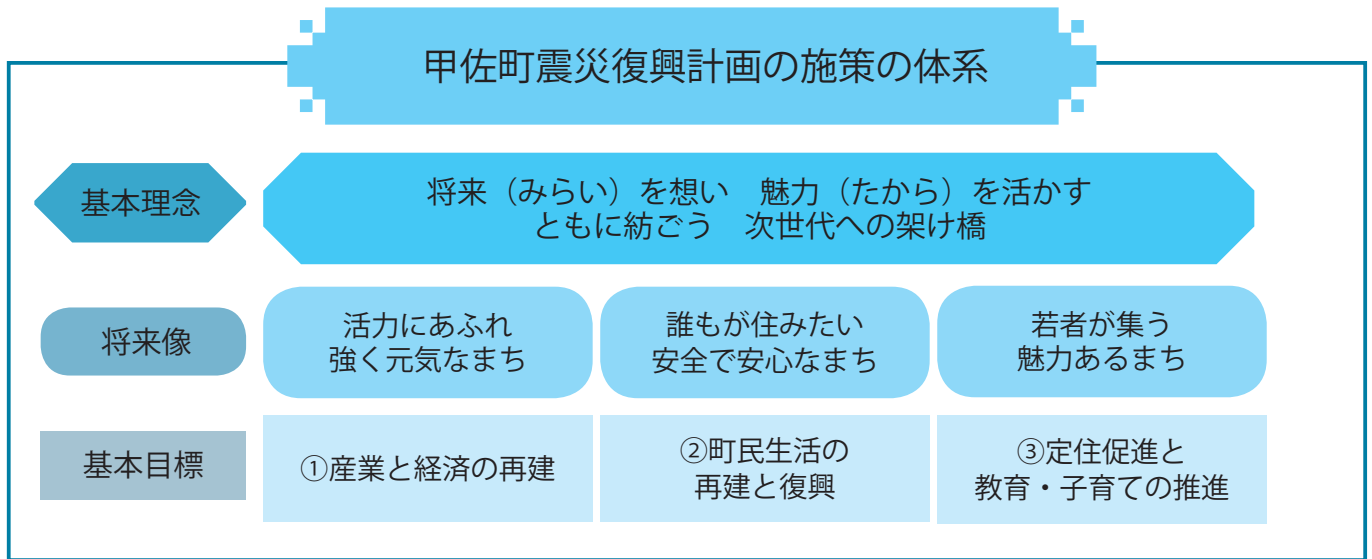 甲佐町震災復興計画の施策の体系
基本理念
将来（みらい）を想い　魅力（たから）を活かす
ともに紡ごう　次世代への架け橋
将来像
活力にあふれ
強く元気なまち
誰もが住みたい
安全で安心なまち
若者が集う
魅力あるまち
基本目標
①産業と経済の再建
②町民生活の
再建と復興
③定住促進と
教育・子育ての推進